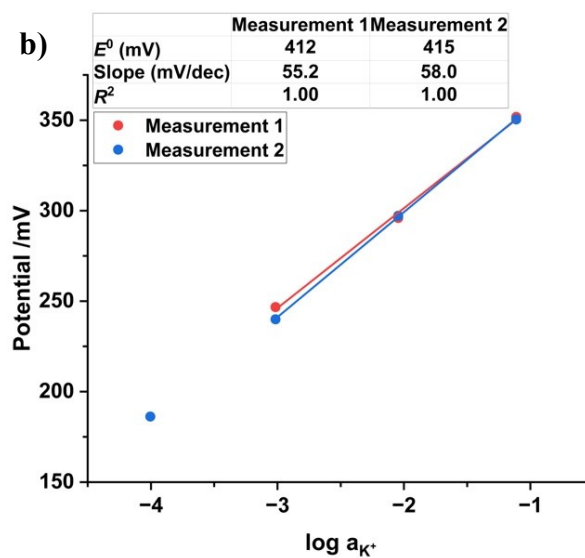 b)
Measurement 1 Measurement 2
E⁰ (mV) 412 415
Slope (mV/dec) 55.2 58.0
R² 1.00 1.00
Measurement 1
Measurement 2
Potential /mV
350
300
250
200
150
−4 −3 −2 −1
log a_K⁺